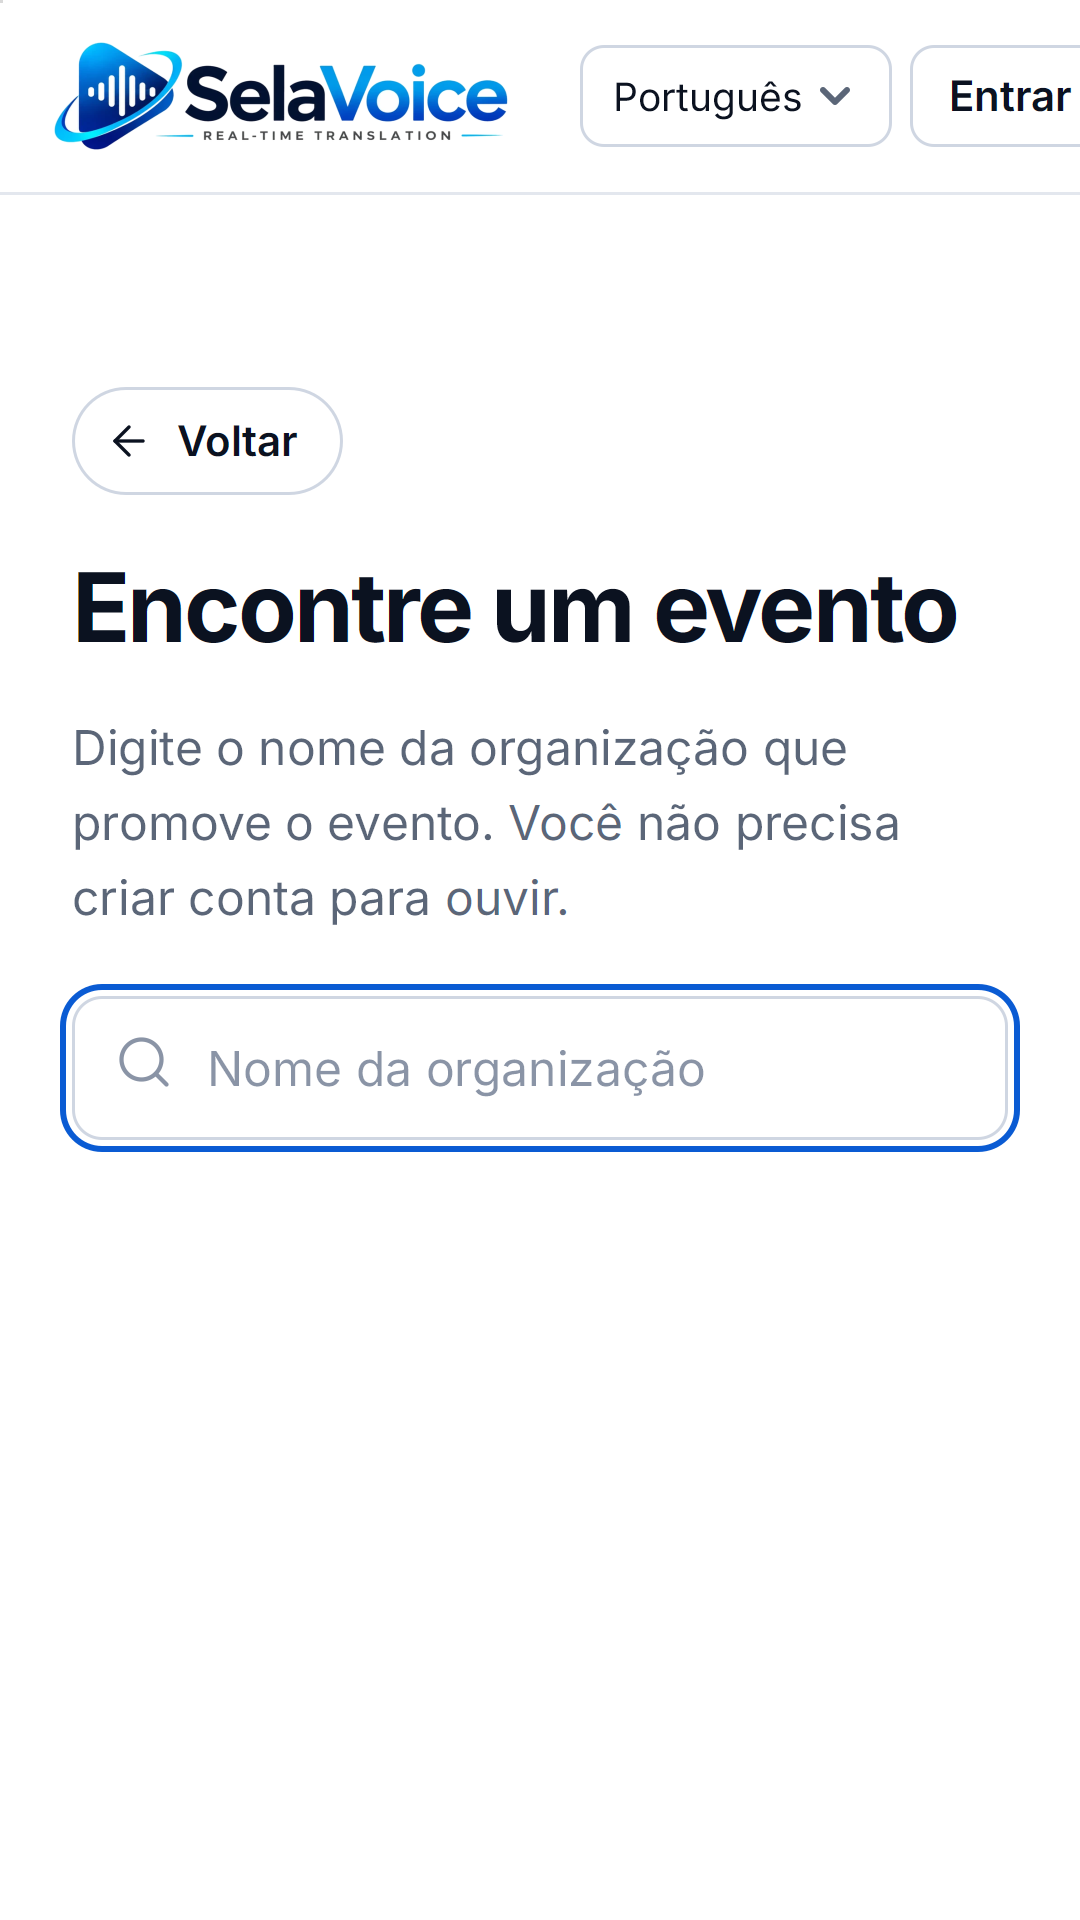 SelaVoice
REAL-TIME TRANSLATION
Português
Entrar
Voltar
Encontre um evento
Digite o nome da organização que
promove o evento. Você não precisa
criar conta para ouvir.
Nome da organização